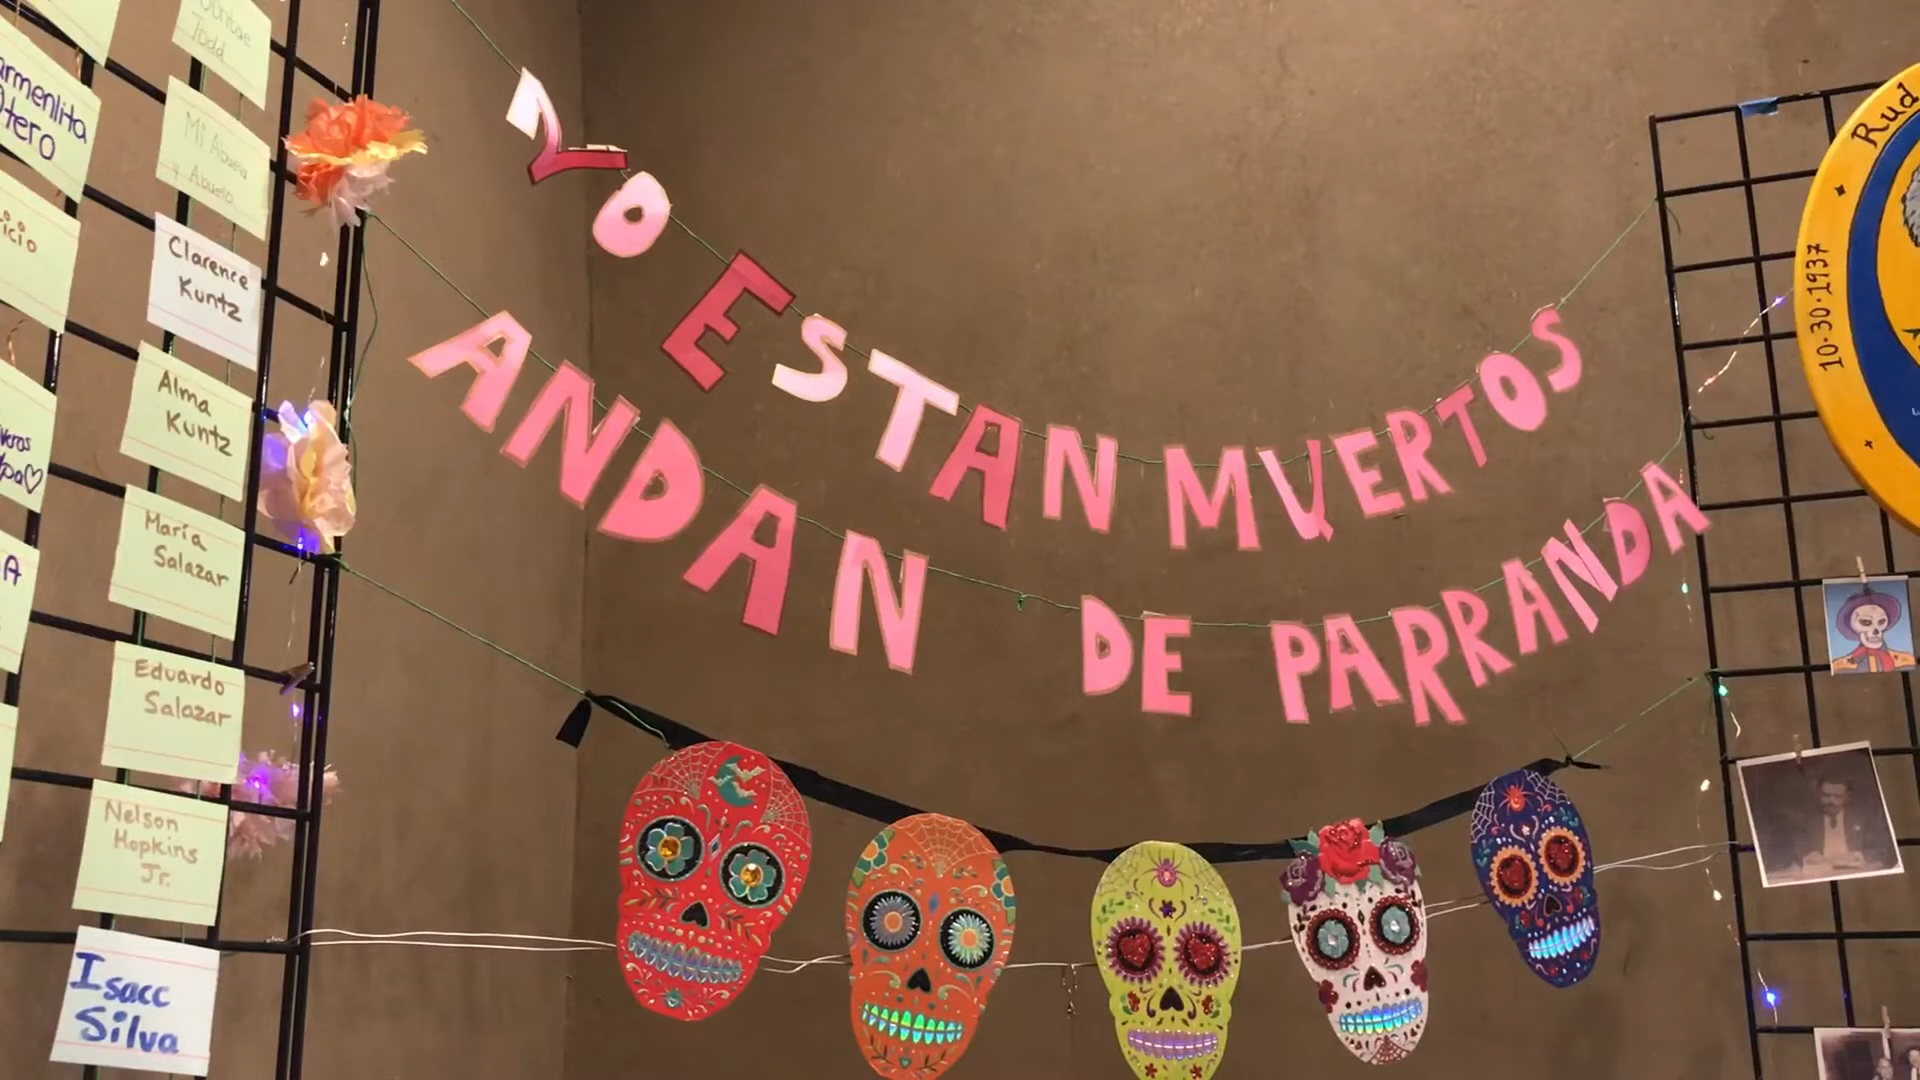 Todd
Mi Abuela
y Abuelo
Otero
Clarence
Kuntz
Alma
Kuntz
María
Salazar
Eduardo
Salazar
Nelson
Hopkins
Jr.
Isacc
Silva
NO ESTAN MUERTOS
ANDAN DE PARRANDA
10·30·1937